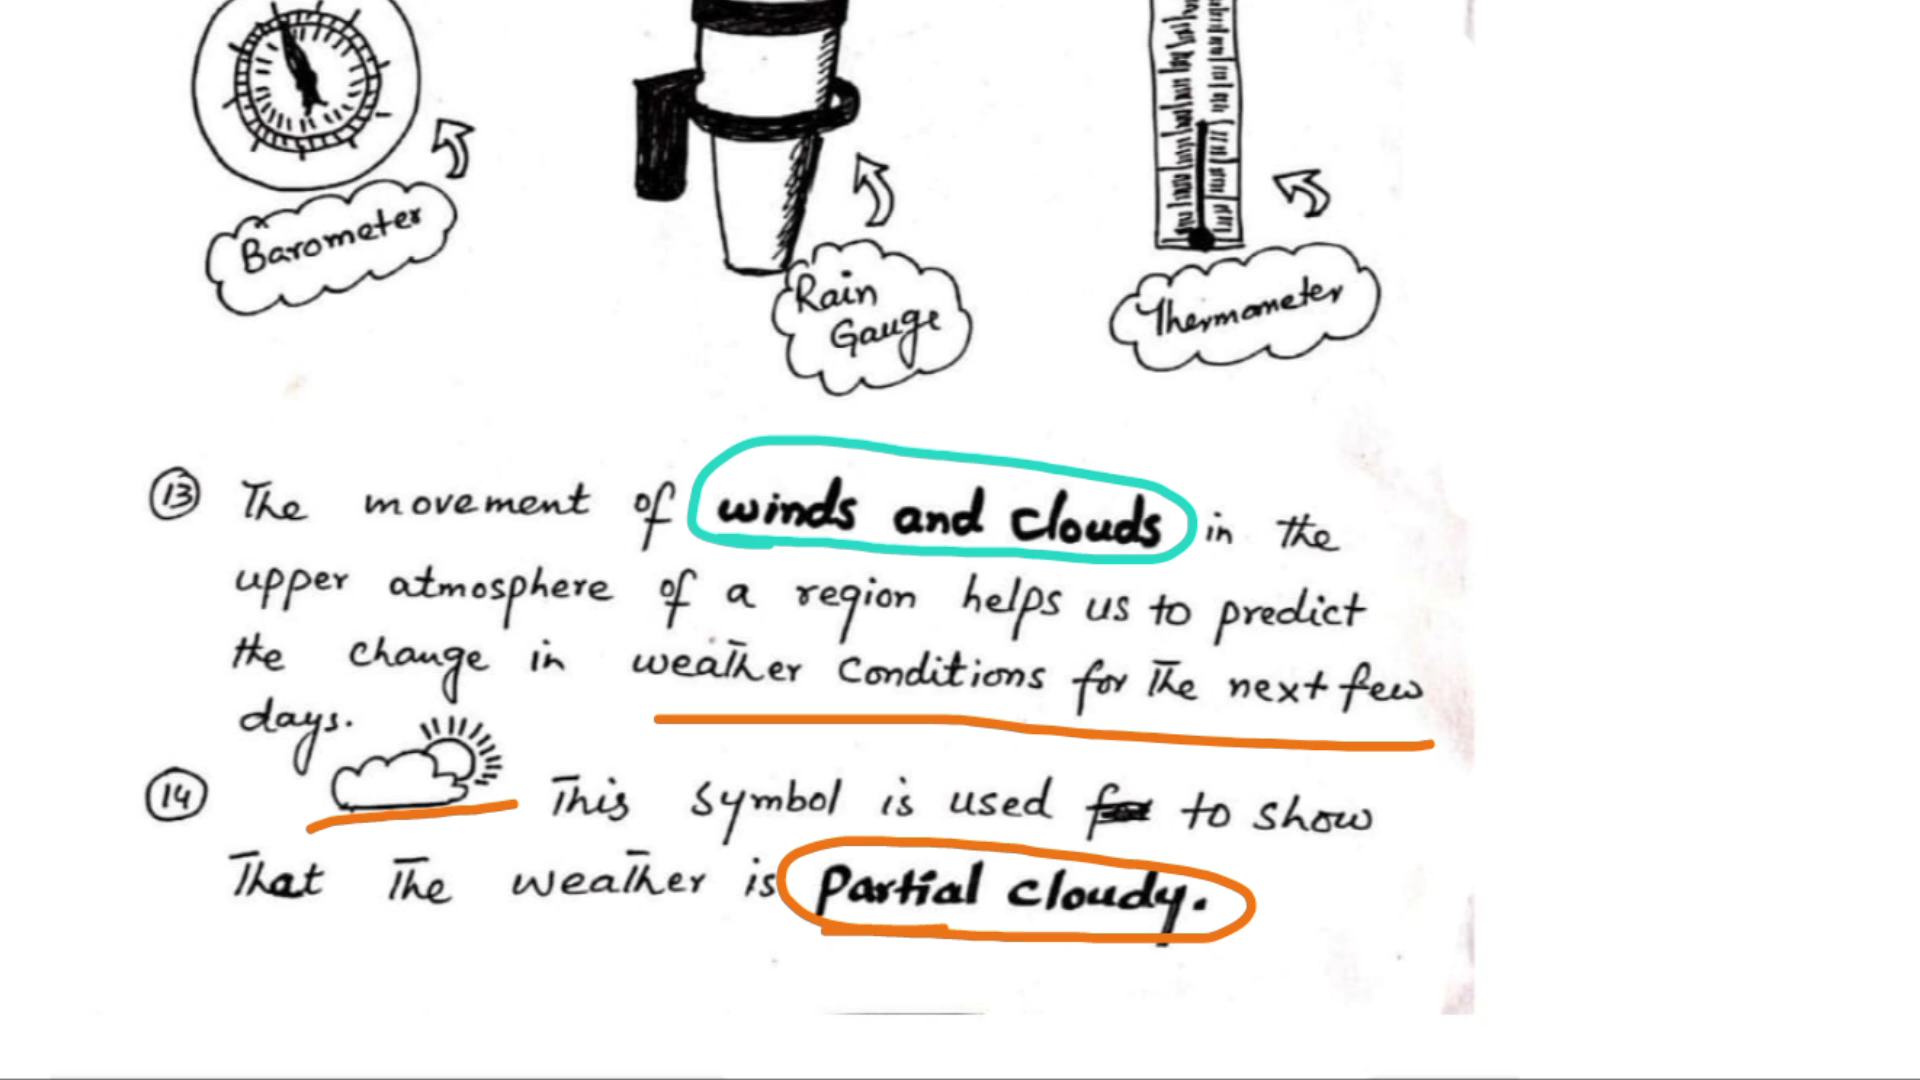 Barometer
Rain
Gauge
Thermometer
13 The movement of winds and clouds in the
upper atmosphere of a region helps us to predict
the change in weather conditions for the next few
days.
14 This symbol is used to show
That the weather is Partial cloudy.